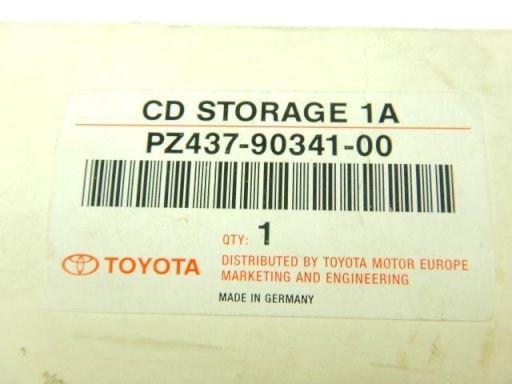 CD STORAGE 1A
PZ437-90341-00
QTY: 1
TOYOTA
DISTRIBUTED BY TOYOTA MOTOR EUROPE
MARKETING AND ENGINEERING
MADE IN GERMANY